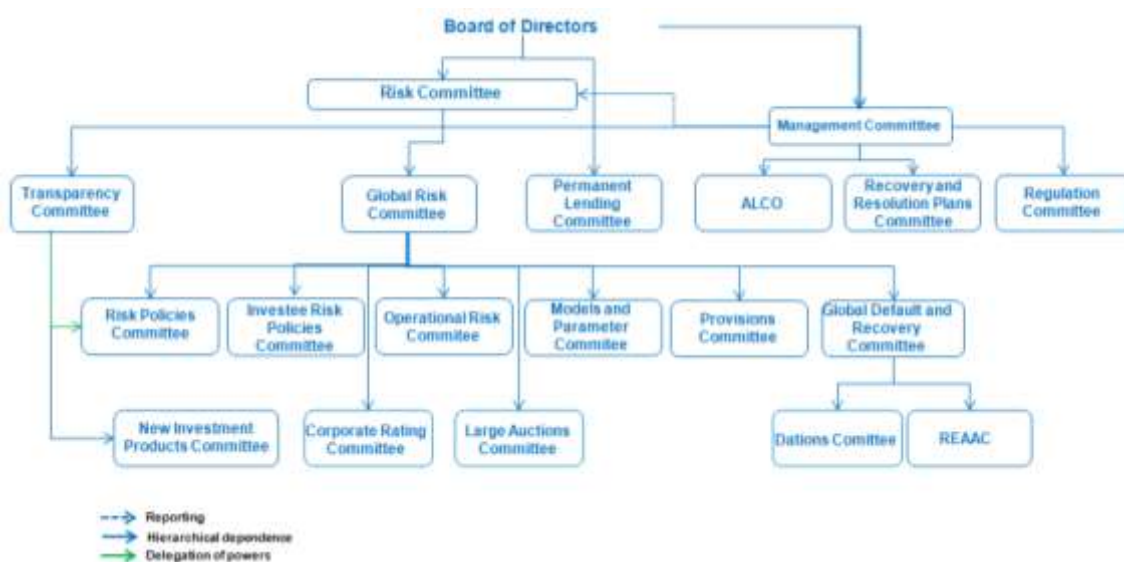 Board of Directors
Risk Committee
Management Committtee
Transparency
Committee
Global Risk
Committee
Permanent
Lending
Committee
ALCO
Recovery and
Resolution Plans
Committee
Regulation
Committee
Risk Policies
Committee
Investee Risk
Policies
Committee
Operational Risk
Commitee
Models and
Parameter
Commitee
Provisions
Committee
Global Default and
Recovery
Committee
New Investment
Products Committee
Corporate Rating
Committee
Large Auctions
Committee
Dations Comittee
REAAC
Reporting
Hierarchical dependence
Delegation of powers